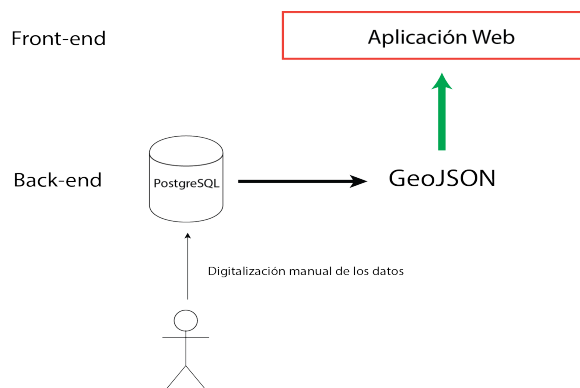 Front-end
Aplicación Web
Back-end
PostgreSQL
GeoJSON
Digitalización manual de los datos